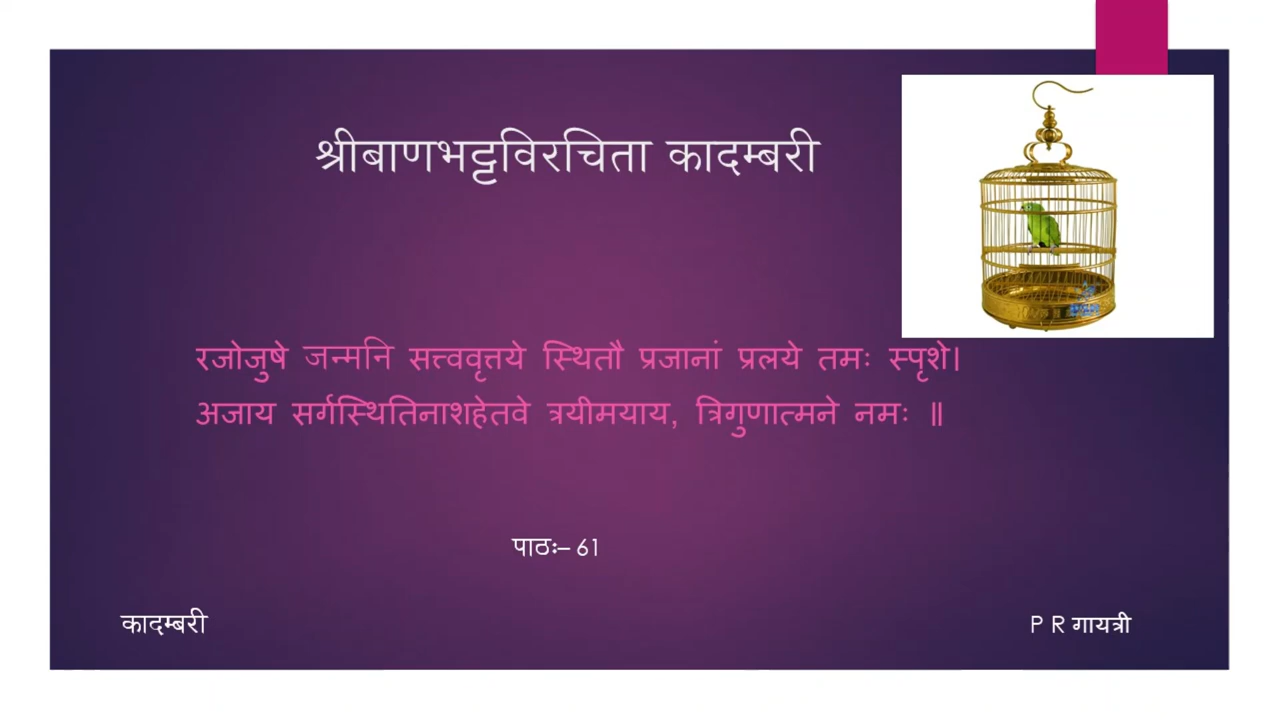 श्रीबाणभट्टविरचिता कादम्बरी
रजोजुषे जन्मनि सत्त्ववृत्तये स्थितौ प्रजानां प्रलये तमः स्पृशे।
अजाय सर्गस्थितिनाशहेतवे त्रयीमयाय, त्रिगुणात्मने नमः ॥
पाठः– 61
कादम्बरी
P R गायत्री